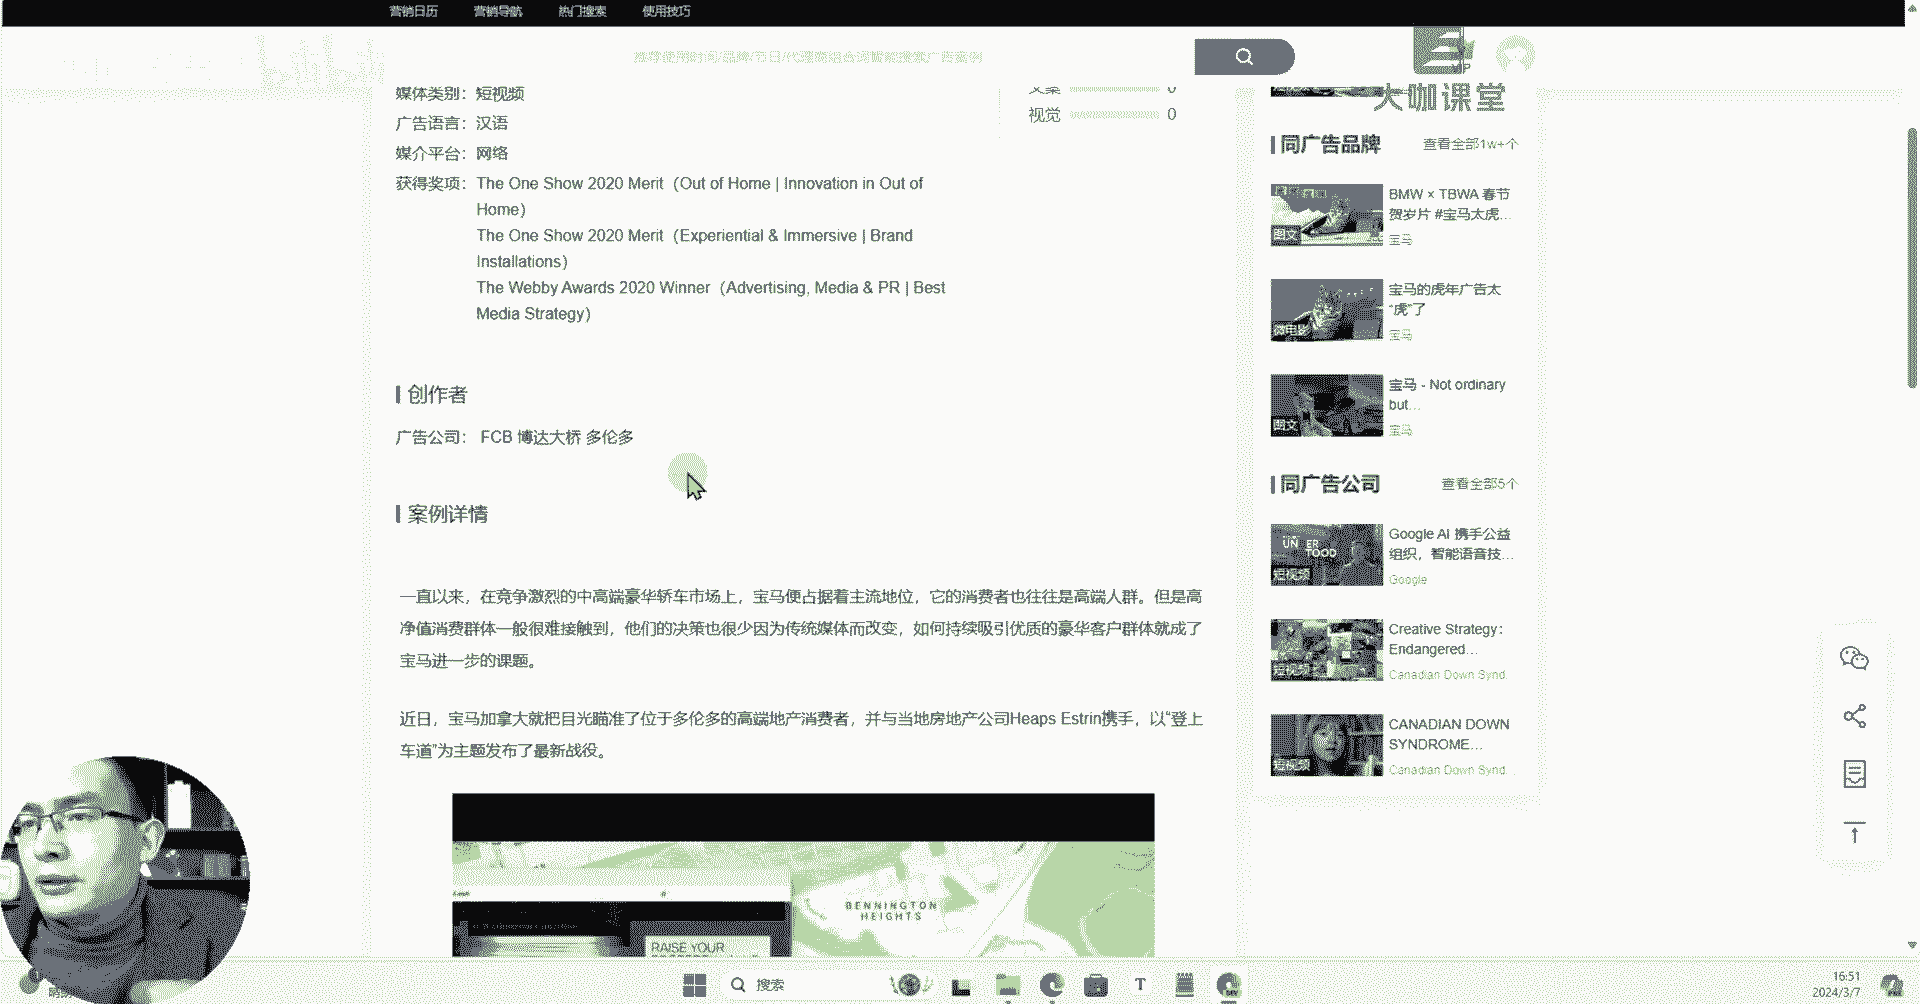 营销日历 营销导航 热门搜索 使用技巧
推荐使用时间/品牌/节日/代理商组合词智能搜索广告案例
VIP
大咖课堂
媒体类别：短视频
广告语言：汉语
媒介平台：网络
获得奖项：The One Show 2020 Merit（Out of Home | Innovation in Out of
Home）
The One Show 2020 Merit（Experiential & Immersive | Brand
Installations）
The Webby Awards 2020 Winner（Advertising, Media & PR | Best
Media Strategy）
文案 0
视觉 0
创作者
广告公司： FCB 博达大桥 多伦多
案例详情
一直以来，在竞争激烈的中高端豪华轿车市场上，宝马便占据着主流地位，它的消费者也往往是高端人群。但是高
净值消费群体一般很难接触到，他们的决策也很少因为传统媒体而改变，如何持续吸引优质的豪华客户群体就成了
宝马进一步的课题。
近日，宝马加拿大就把目光瞄准了位于多伦多的高端地产消费者，并与当地房地产公司Heaps Estrin携手，以“登上
车道”为主题发布了最新战役。
BENNINGTON
HEIGHTS
RAISE YOUR
同广告品牌 查看全部1w+个
图文
BMW × TBWA 春节
贺岁片 #宝马太虎...
宝马
微电影
宝马的虎年广告太
“虎”了
宝马
图文
宝马 - Not ordinary
but...
宝马
同广告公司 查看全部5个
短视频
Google AI 携手公益
组织，智能语音技...
Google
短视频
Creative Strategy：
Endangered...
Canadian Down Synd.
短视频
CANADIAN DOWN
SYNDROME...
Canadian Down Synd.
搜索
16:51
2024/3/7